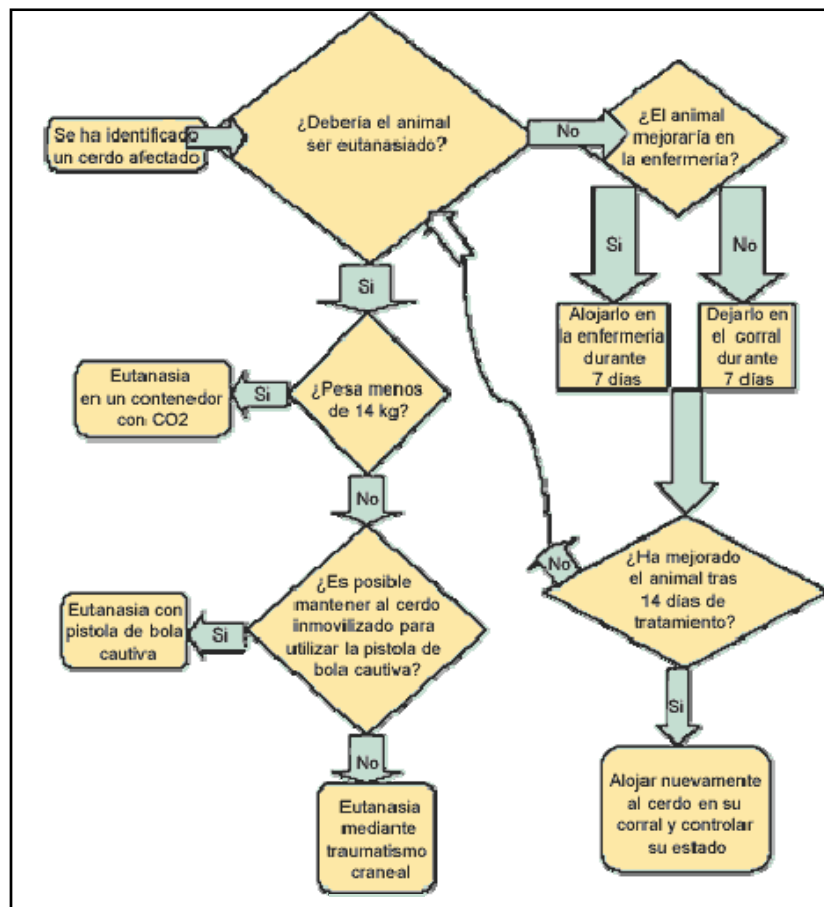 Se ha identificado
un cerdo afectado
¿Debería el animal
ser eutanasiado?
No
¿El animal
mejoraría en
la enfermería?
Si
No
Alojarlo en
la enfermería
durante
7 días
Dejarlo en
el corral
durante
7 días
Si
¿Pesa menos
de 14 kg?
Si
Eutanasia
en un contenedor
con CO2
No
¿Es posible
mantener al cerdo
inmovilizado para
utilizar la pistola de
bola cautiva?
Si
Eutanasia con
pistola de bola
cautiva
No
Eutanasia
mediante
traumatismo
craneal
¿Ha mejorado
el animal tras
14 días de
tratamiento?
No
Si
Alojar nuevamente
al cerdo en su
corral y controlar
su estado